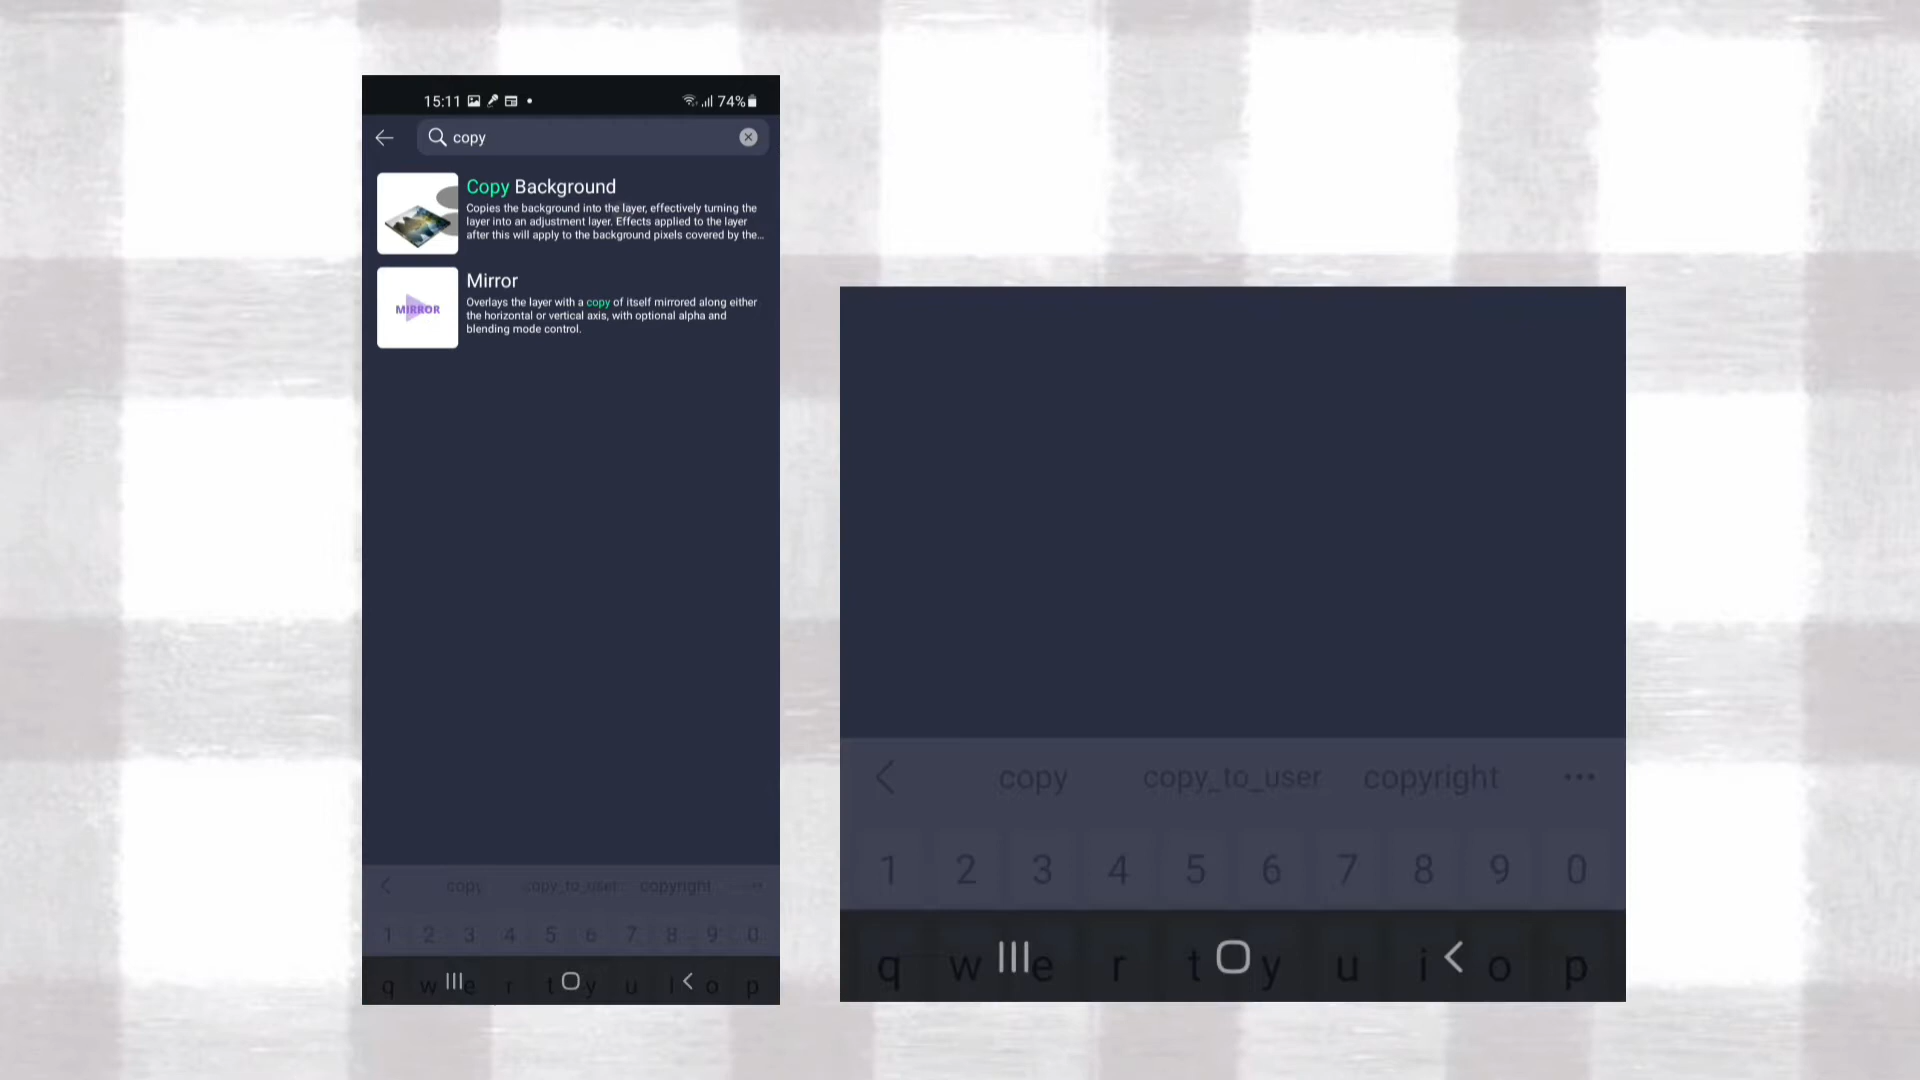 15:11 74%
copy
Copy Background
Copies the background into the layer, effectively turning the
layer into an adjustment layer. Effects applied to the layer
after this will apply to the background pixels covered by the...
MIRROR
Mirror
Overlays the layer with a copy of itself mirrored along either
the horizontal or vertical axis, with optional alpha and
blending mode control.
copy copy_to_user copyright
1 2 3 4 5 6 7 8 9 0
q w e r t y u i o p
copy copy_to_user copyright ...
1 2 3 4 5 6 7 8 9 0
q w e r t y u i o p